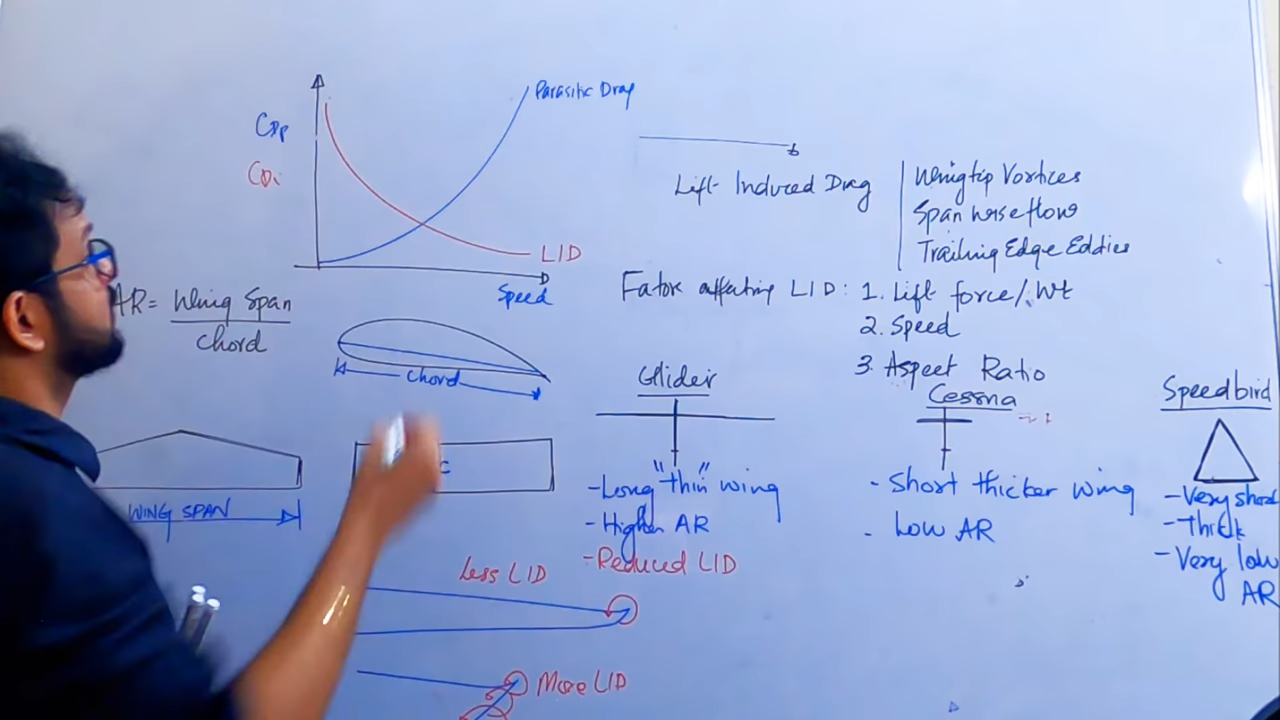 Parasitic Drag
CDp
CDi
LID
Speed
Lift Induced Drag
Wingtip Vortices
Span wise flow
Trailing Edge Eddies
Fators affecting LID: 1. Lift force/Wt
2. Speed
3. Aspect Ratio
AR = Wing Span
Chord
Chord
WING SPAN
C
Glider
- Long "thin" wing
- Higher AR
- Reduced LID
Cessna
- Short thicker wing
- Low AR
Speedbird
- Very short
- Thick
- Very low
AR
Less LID
More LID